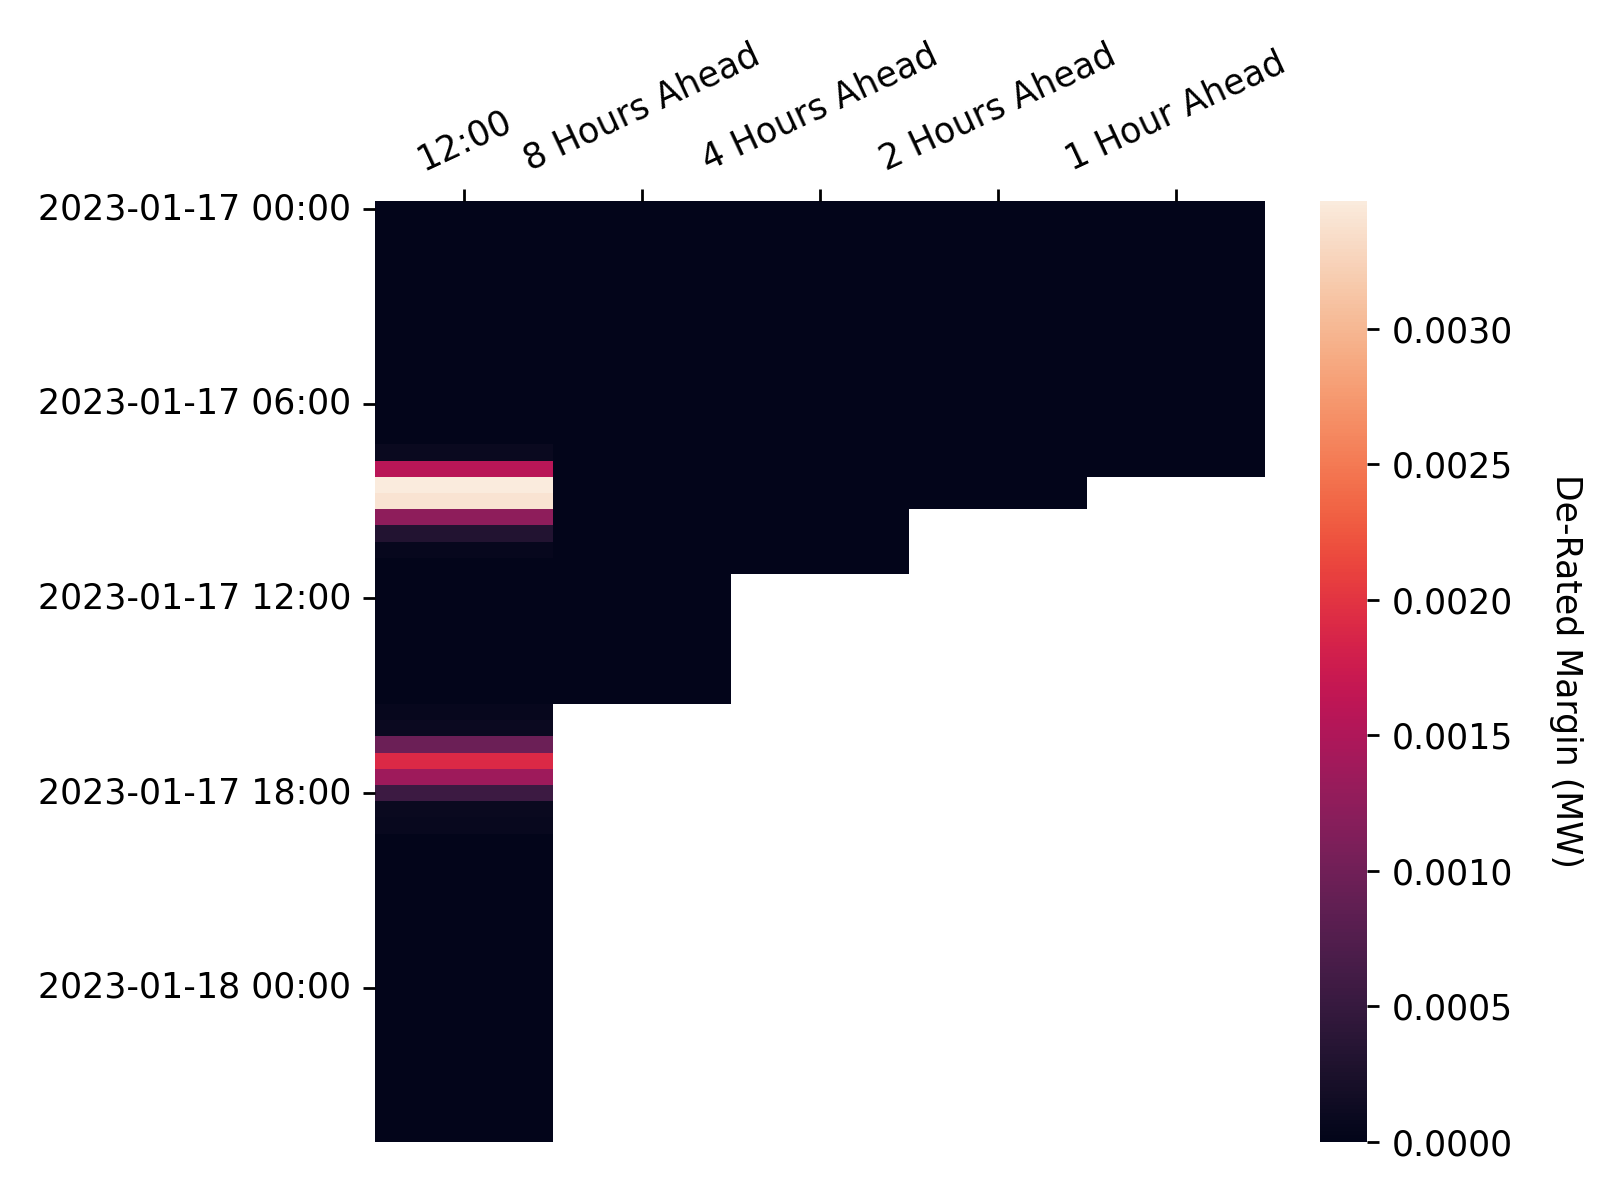 12:00
8 Hours Ahead
4 Hours Ahead
2 Hours Ahead
1 Hour Ahead
2023-01-17 00:00
2023-01-17 06:00
2023-01-17 12:00
2023-01-17 18:00
2023-01-18 00:00
0.0030
0.0025
0.0020
0.0015
0.0010
0.0005
0.0000
De-Rated Margin (MW)